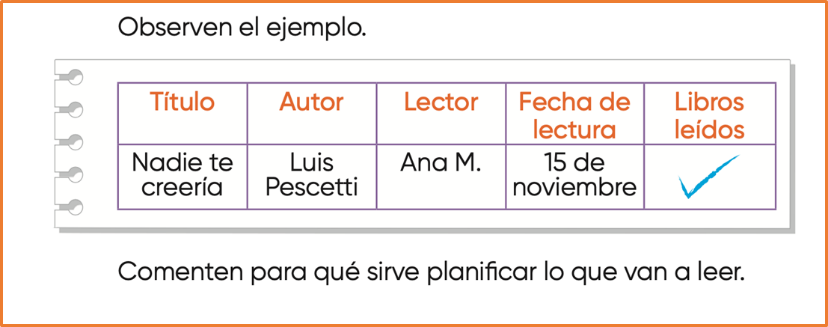 Observen el ejemplo.
Título Autor Lector Fecha de lectura Libros leídos
Nadie te creería Luis Pescetti Ana M. 15 de noviembre
Comenten para qué sirve planificar lo que van a leer.